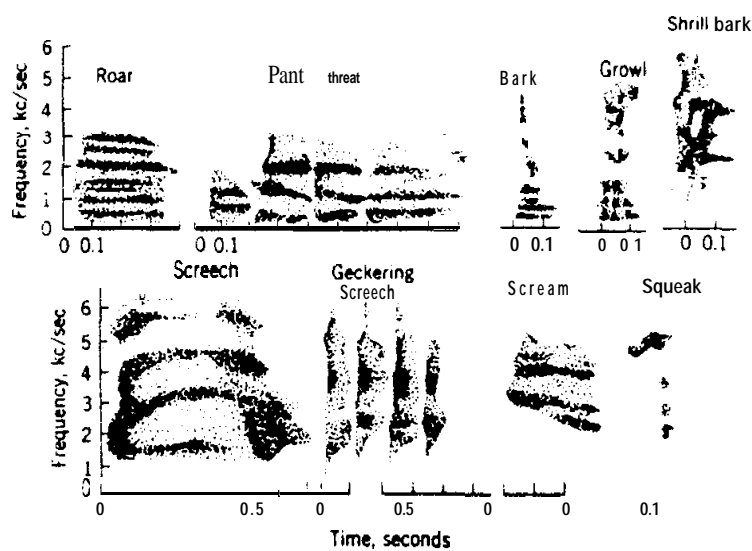 Shrill bark
Roar
Pant threat
Bark
Growl
Frequency, kc/sec
6
5
4
3
2
1
0
0 0.1
0 0.1
0 0.1
0 0 1
0 0.1
Screech
Geckering
Screech
Scream
Squeak
Frequency, kc/sec
6
5
4
3
2
1
0
0 0.5 0 0.5 0 0 0.1
Time, seconds